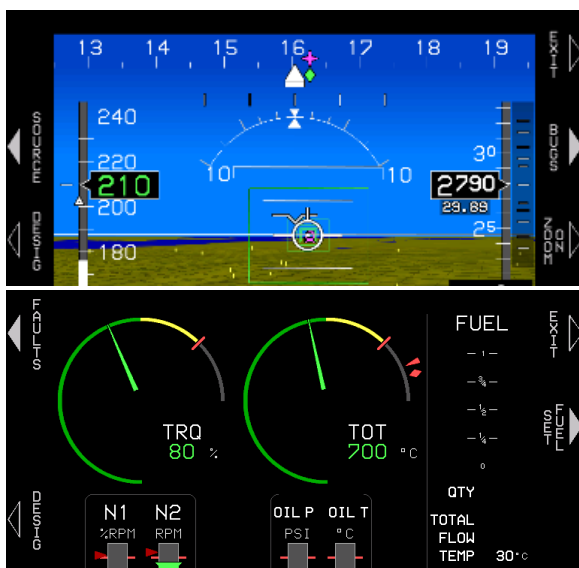 13 14 15 16 17 18 19
EXIT
SOURCE
240
BUGS
220
30
10 10
210
2790
29.69
200
DESIG
25
ZOOM
180
FAULTS
FUEL
EXIT
1
¾
½
FUEL SET
TRQ
TOT
80 %
700 °C
¼
0
QTY
DESIG
N1 N2
OIL P OIL T
TOTAL
%RPM RPM
PSI °C
FLOW
TEMP 30°C